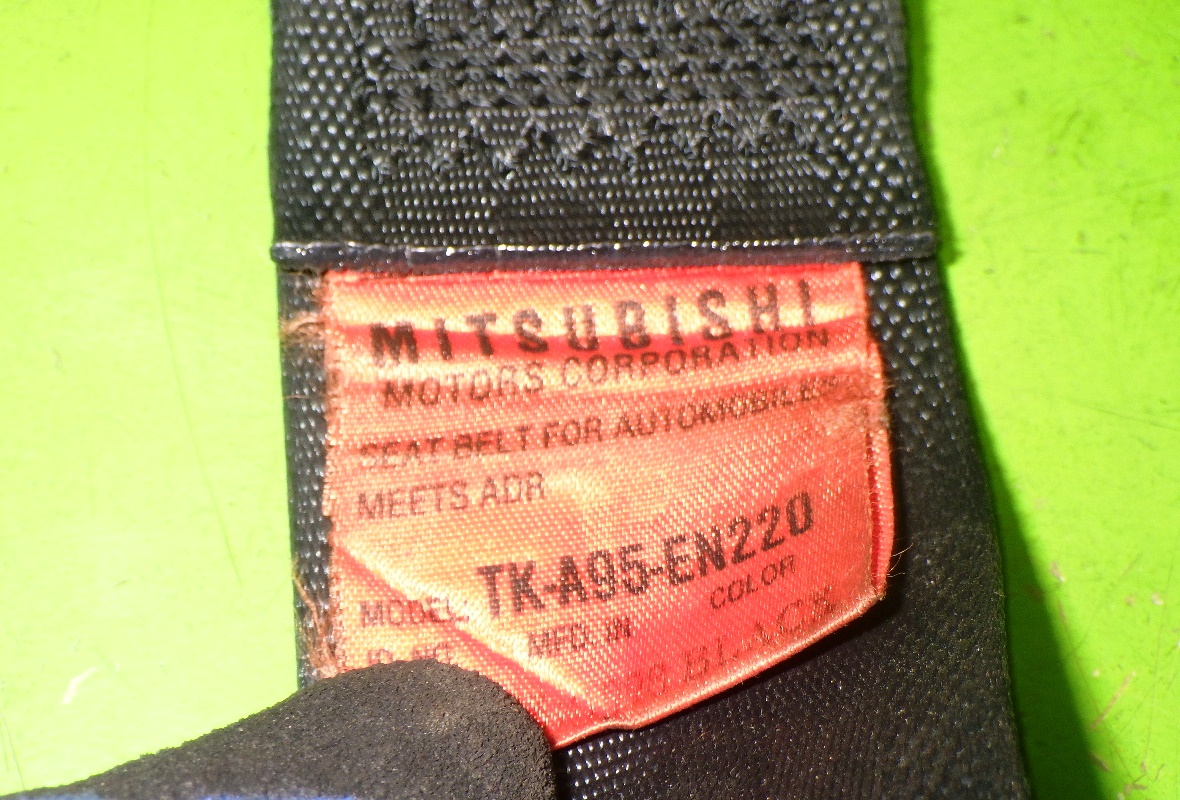 MITSUBISHI
MOTORS CORPORATION
SEAT BELT FOR AUTOMOBILES
MEETS ADR
MODEL: TK-A95-EN220
MFD. IN COLOR
BLACK